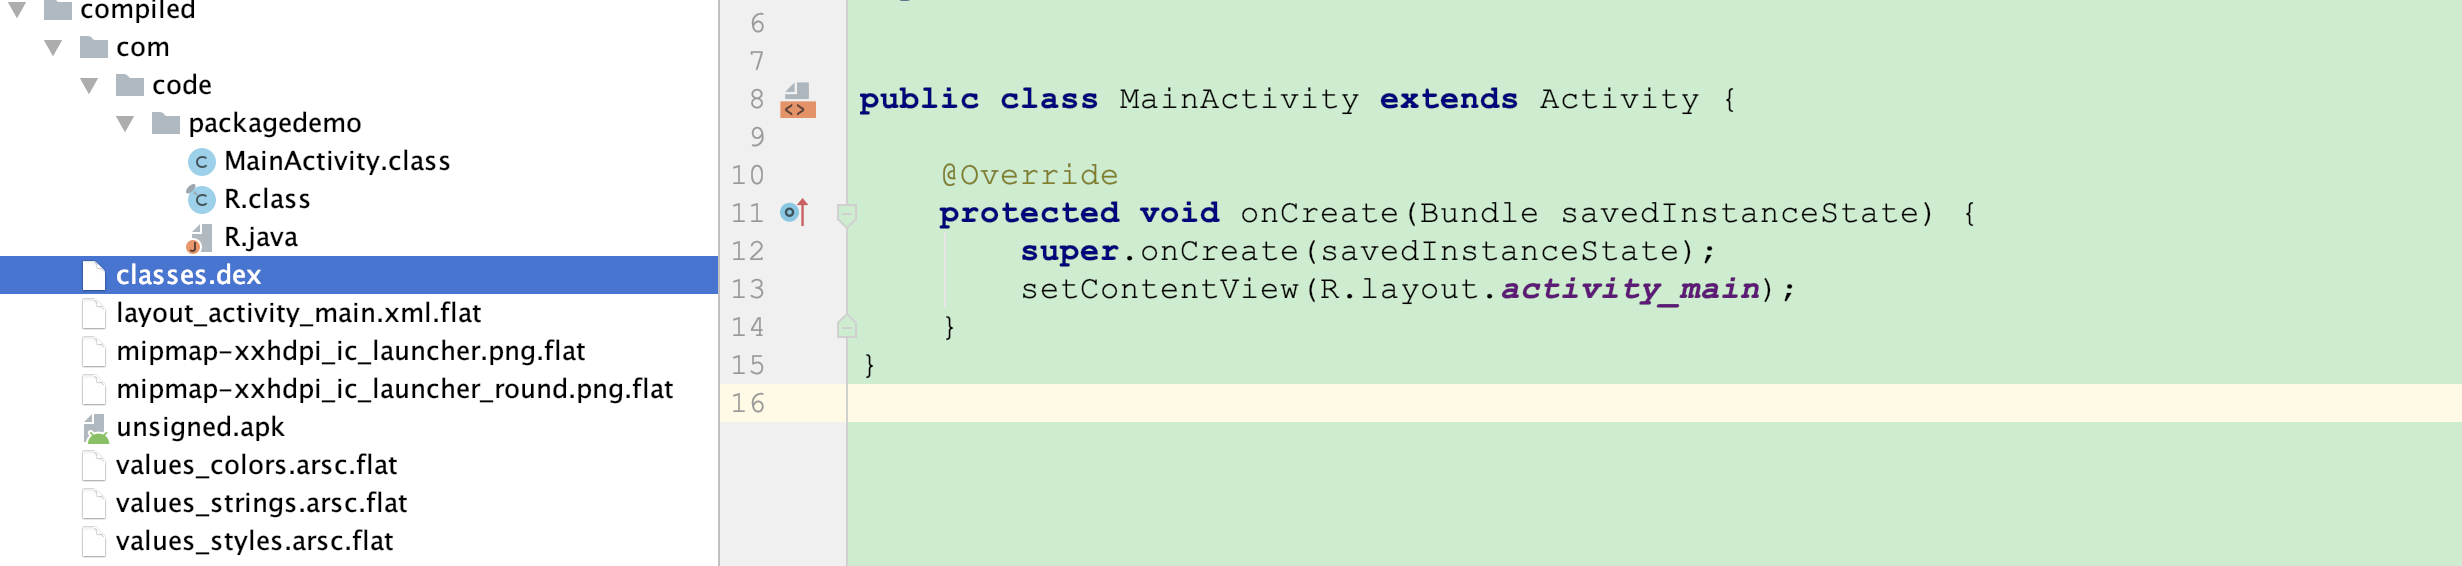 compiled
com
code
packagedemo
MainActivity.class
R.class
R.java
classes.dex
layout_activity_main.xml.flat
mipmap-xxhdpi_ic_launcher.png.flat
mipmap-xxhdpi_ic_launcher_round.png.flat
unsigned.apk
values_colors.arsc.flat
values_strings.arsc.flat
values_styles.arsc.flat
6
7
8 public class MainActivity extends Activity {
9
10 @Override
11 protected void onCreate(Bundle savedInstanceState) {
12 super.onCreate(savedInstanceState);
13 setContentView(R.layout.activity_main);
14 }
15 }
16